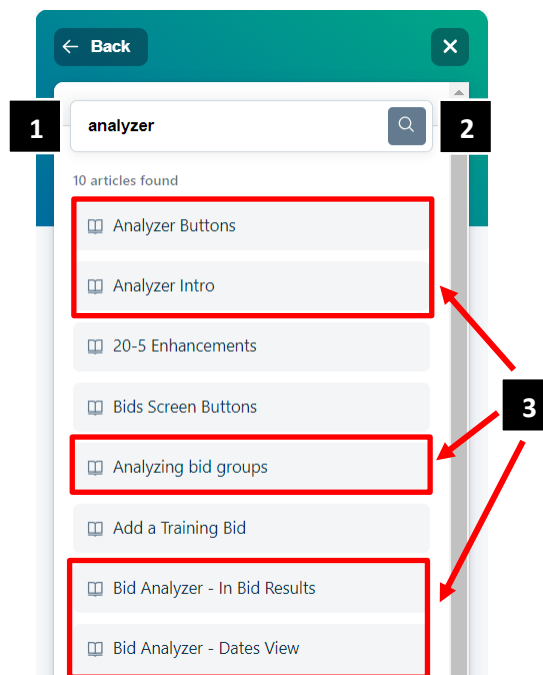 Back
1
analyzer
2
10 articles found
Analyzer Buttons
Analyzer Intro
20-5 Enhancements
Bids Screen Buttons
3
Analyzing bid groups
Add a Training Bid
Bid Analyzer - In Bid Results
Bid Analyzer - Dates View